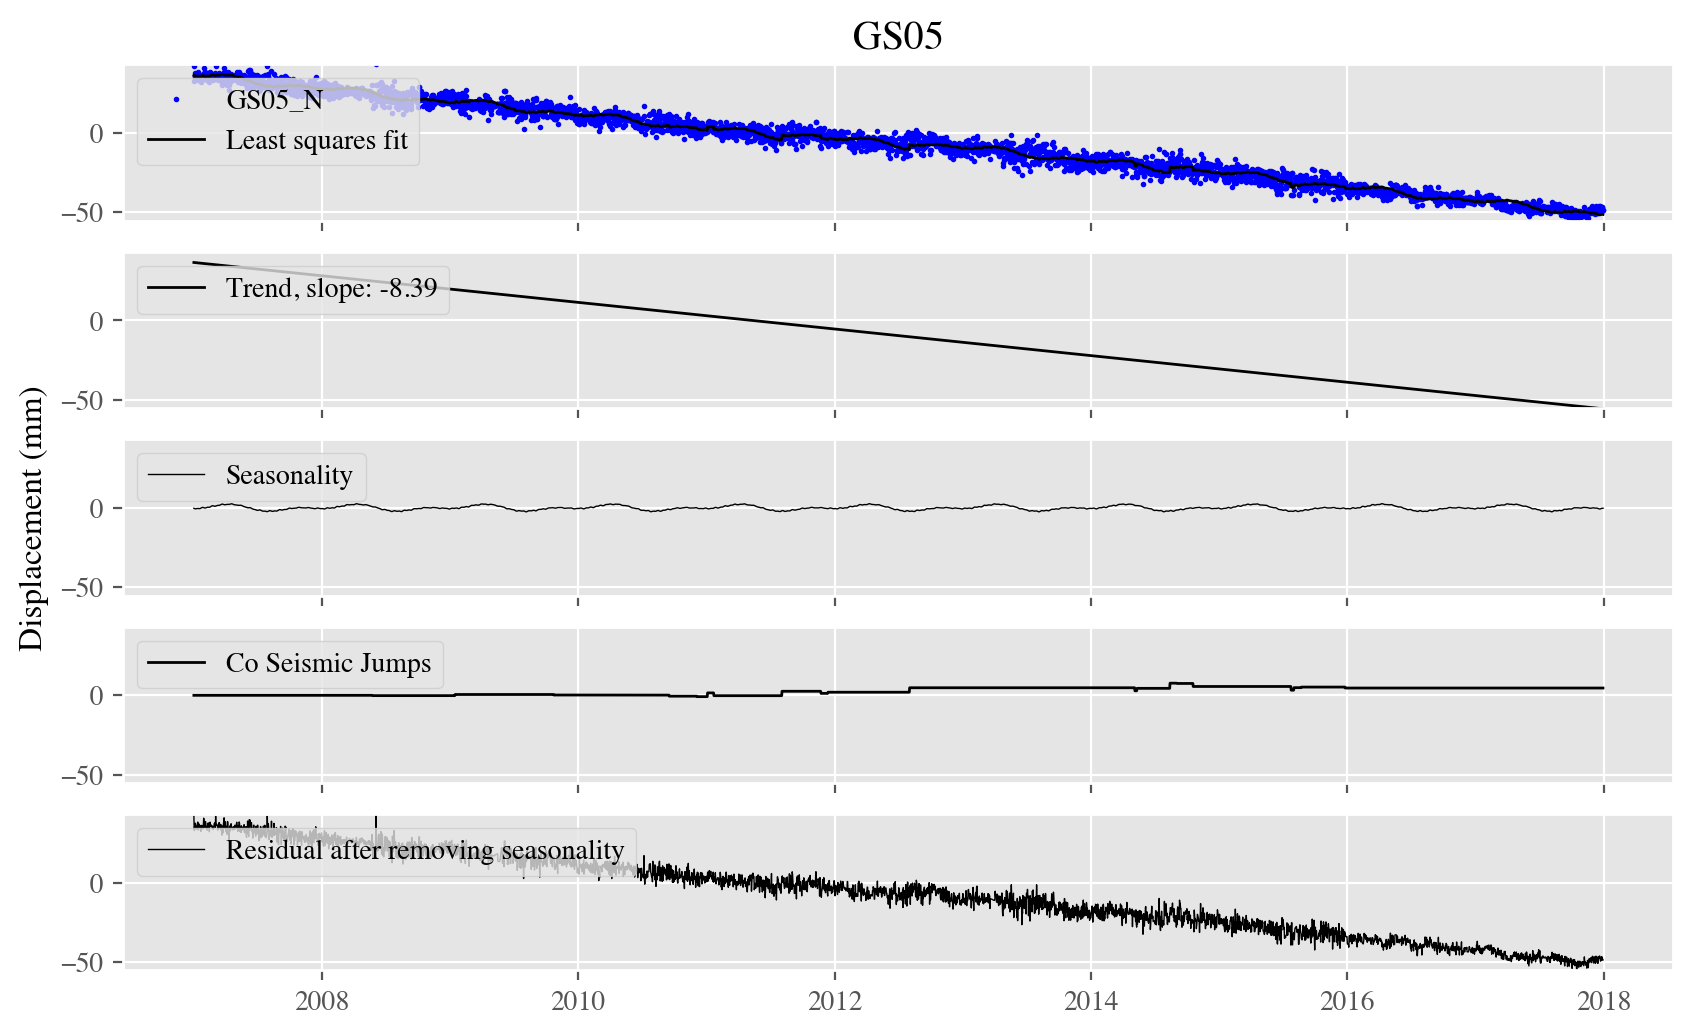 GS05
GS05_N
Least squares fit
0
−50
Trend, slope: -8.39
0
−50
Displacement (mm)
Seasonality
0
−50
Co Seismic Jumps
0
−50
Residual after removing seasonality
0
−50
2008 2010 2012 2014 2016 2018